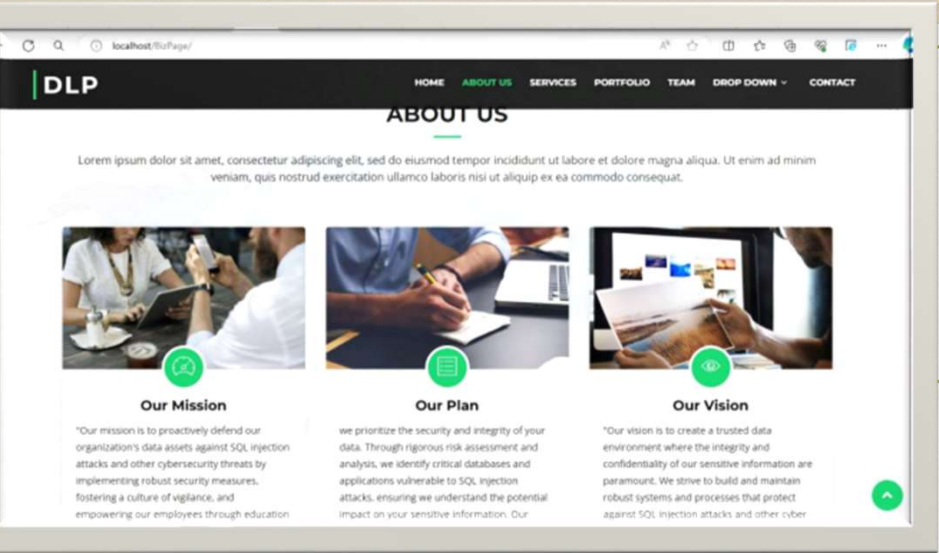 localhost/BizPage/
DLP
HOME ABOUT US SERVICES PORTFOLIO TEAM DROP DOWN CONTACT
ABOUT US
Lorem ipsum dolor sit amet, consectetur adipiscing elit, sed do eiusmod tempor incididunt ut labore et dolore magna aliqua. Ut enim ad minim
veniam, quis nostrud exercitation ullamco laboris nisi ut aliquip ex ea commodo consequat.
Our Mission
"Our mission is to proactively defend our
organization's data assets against SQL injection
attacks and other cybersecurity threats by
implementing robust security measures,
fostering a culture of vigilance, and
empowering our employees through education
Our Plan
we prioritize the security and integrity of your
data. Through rigorous risk assessment and
analysis, we identify critical databases and
applications vulnerable to SQL injection
attacks, ensuring we understand the potential
impact on your sensitive information. Our
Our Vision
"Our vision is to create a trusted data
environment where the integrity and
confidentiality of our sensitive information are
paramount. We strive to build and maintain
robust systems and processes that protect
against SQL injection attacks and other cyber